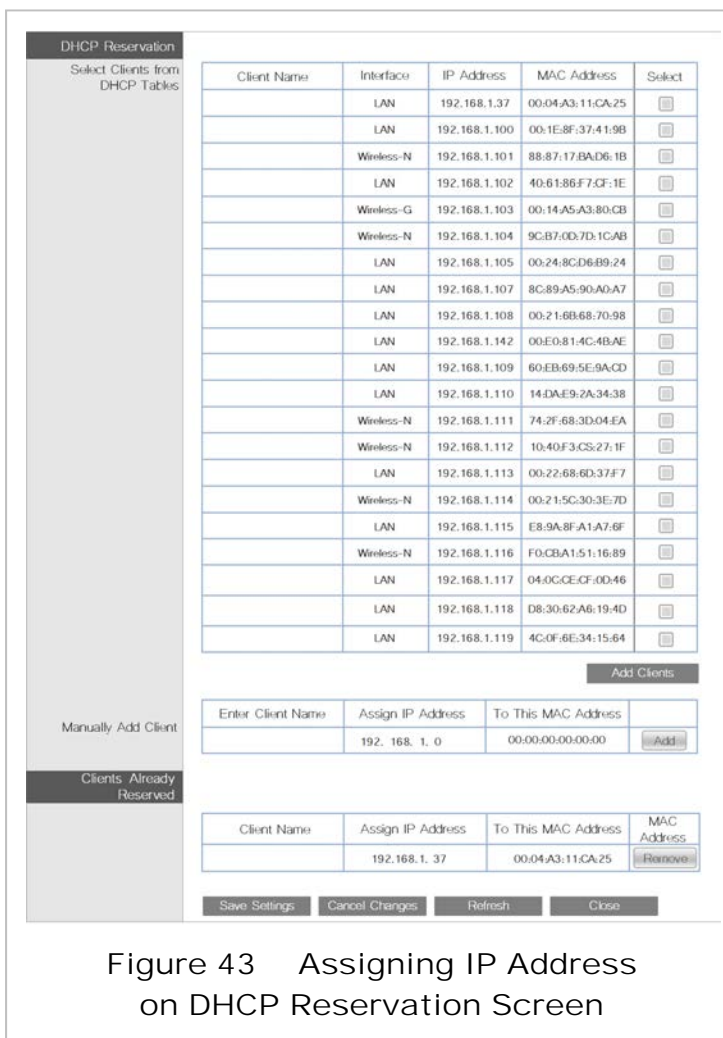 DHCP Reservation
Select Clients from
DHCP Tables
Client Name Interface IP Address MAC Address Select
LAN 192.168.1.37 00:04:A3:11:CA:25
LAN 192.168.1.100 00:1E:8F:37:41:9B
Wireless-N 192.168.1.101 88:87:17:BA:D6:1B
LAN 192.168.1.102 40:61:86:F7:CF:1E
Wireless-G 192.168.1.103 00:14:A5:A3:80:CB
Wireless-N 192.168.1.104 9C:B7:0D:7D:1C:AB
LAN 192.168.1.105 00:24:8C:D6:B9:24
LAN 192.168.1.107 8C:89:A5:90:A0:A7
LAN 192.168.1.108 00:21:6B:68:70:98
LAN 192.168.1.142 00:E0:81:4C:4B:AE
LAN 192.168.1.109 60:EB:69:5E:9A:CD
LAN 192.168.1.110 14:DA:E9:2A:34:38
Wireless-N 192.168.1.111 74:2F:68:3D:04:EA
Wireless-N 192.168.1.112 10:40:F3:CS:27:1F
LAN 192.168.1.113 00:22:68:6D:37:F7
Wireless-N 192.168.1.114 00:21:5C:30:3E:7D
LAN 192.168.1.115 E8:9A:8F:A1:A7:6F
Wireless-N 192.168.1.116 F0:CB:A1:51:16:89
LAN 192.168.1.117 04:0C:CE:CF:0D:46
LAN 192.168.1.118 D8:30:62:A6:19:4D
LAN 192.168.1.119 4C:0F:6E:34:15:64
Add Clients
Manually Add Client
Enter Client Name Assign IP Address To This MAC Address
192. 168. 1. 0 00:00:00:00:00:00 Add
Clients Already
Reserved
Client Name Assign IP Address To This MAC Address MAC Address
192.168.1. 37 00:04:A3:11:CA:25 Remove
Save Settings Cancel Changes Refresh Close
Figure 43 Assigning IP Address
on DHCP Reservation Screen